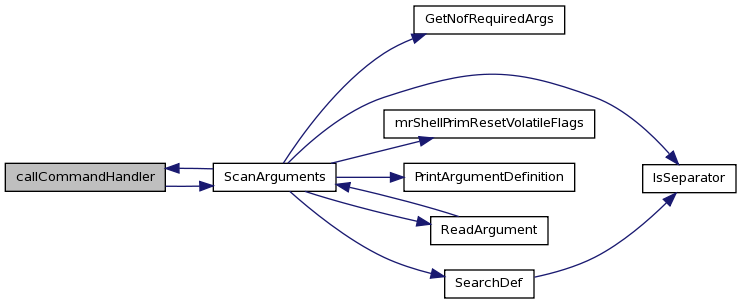 GetNofRequiredArgs
mrShellPrimResetVolatileFlags
callCommandHandler
ScanArguments
PrintArgumentDefinition
IsSeparator
ReadArgument
SearchDef